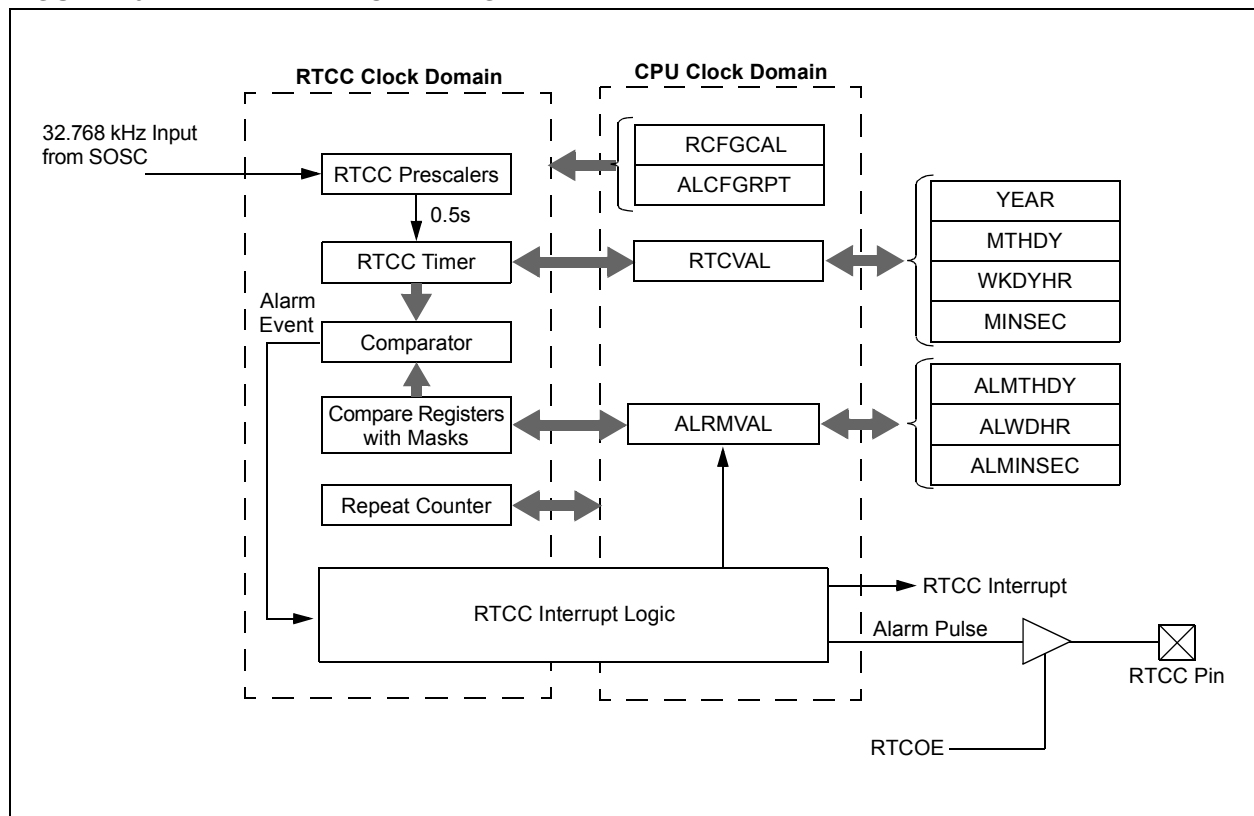 RTCC Clock Domain
CPU Clock Domain
32.768 kHz Input
from SOSC
RTCC Prescalers
0.5s
RTCC Timer
Alarm
Event
Comparator
Compare Registers
with Masks
Repeat Counter
RCFGCAL
ALCFGRPT
RTCVAL
ALRMVAL
YEAR
MTHDY
WKDYHR
MINSEC
ALMTHDY
ALWDHR
ALMINSEC
RTCC Interrupt Logic
RTCC Interrupt
Alarm Pulse
RTCC Pin
RTCOE